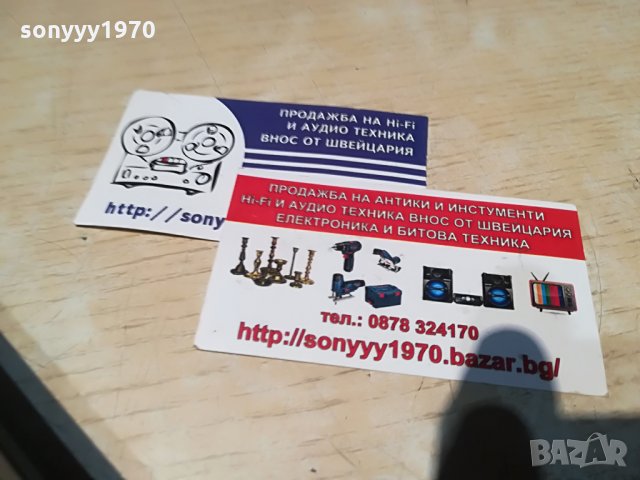 sonyyy1970
ПРОДАЖБА НА Hi-Fi
И АУДИО ТЕХНИКА
ВНОС ОТ ШВЕЙЦАРИЯ
http://sony
ПРОДАЖБА НА АНТИКИ И ИНСТУМЕНТИ
Hi-Fi И АУДИО ТЕХНИКА ВНОС ОТ ШВЕЙЦАРИЯ
ЕЛЕКТРОНИКА И БИТОВА ТЕХНИКА
тел.: 0878 324170
http://sonyyy1970.bazar.bg/
BAZAR